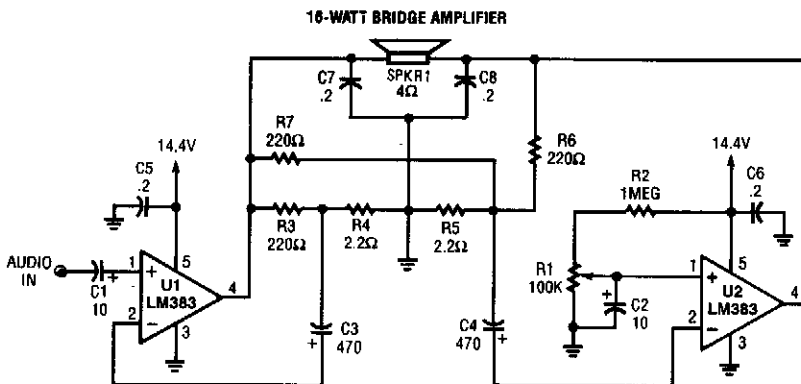 16-WATT BRIDGE AMPLIFIER
SPKR1
4Ω
C7
.2
C8
.2
R7
220Ω
R6
220Ω
14.4V
C5
.2
R3
220Ω
R4
2.2Ω
R5
2.2Ω
R2
1MEG
14.4V
C6
.2
AUDIO
IN
C1
10
+
1
+
5
U1
LM383
4
2
−
3
C3
470
+
C4
470
+
R1
100K
+
C2
10
1
+
5
U2
LM383
4
2
−
3